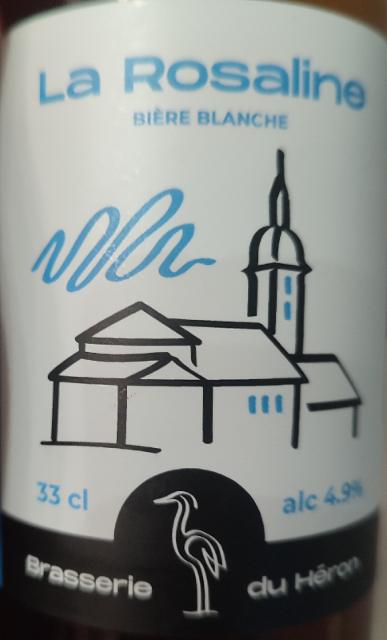 La Rosaline
BIÈRE BLANCHE
33 cl
alc 4.9%
Brasserie du Héron